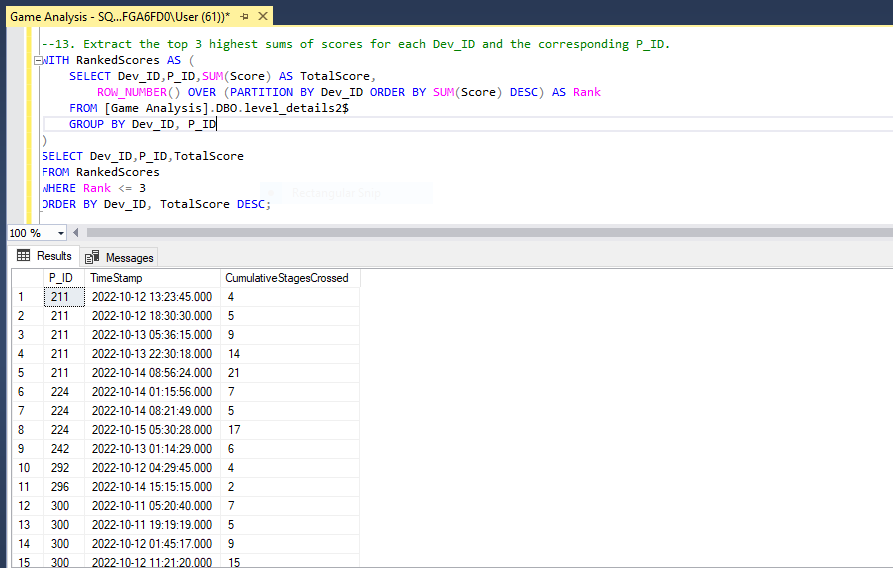 Game Analysis - SQ...FGA6FD0\User (61))*
--13. Extract the top 3 highest sums of scores for each Dev_ID and the corresponding P_ID.
WITH RankedScores AS (
SELECT Dev_ID,P_ID,SUM(Score) AS TotalScore,
ROW_NUMBER() OVER (PARTITION BY Dev_ID ORDER BY SUM(Score) DESC) AS Rank
FROM [Game Analysis].DBO.level_details2$
GROUP BY Dev_ID, P_ID
)
SELECT Dev_ID,P_ID,TotalScore
FROM RankedScores
WHERE Rank <= 3
Rectangular Snip
ORDER BY Dev_ID, TotalScore DESC;
100 %
Results Messages
P_ID TimeStamp CumulativeStagesCrossed
1 211 2022-10-12 13:23:45.000 4
2 211 2022-10-12 18:30:30.000 5
3 211 2022-10-13 05:36:15.000 9
4 211 2022-10-13 22:30:18.000 14
5 211 2022-10-14 08:56:24.000 21
6 224 2022-10-14 01:15:56.000 7
7 224 2022-10-14 08:21:49.000 5
8 224 2022-10-15 05:30:28.000 17
9 242 2022-10-13 01:14:29.000 6
10 292 2022-10-12 04:29:45.000 4
11 296 2022-10-14 15:15:15.000 2
12 300 2022-10-11 05:20:40.000 7
13 300 2022-10-11 19:19:19.000 5
14 300 2022-10-12 01:45:17.000 9
15 300 2022-10-12 11:21:20.000 15